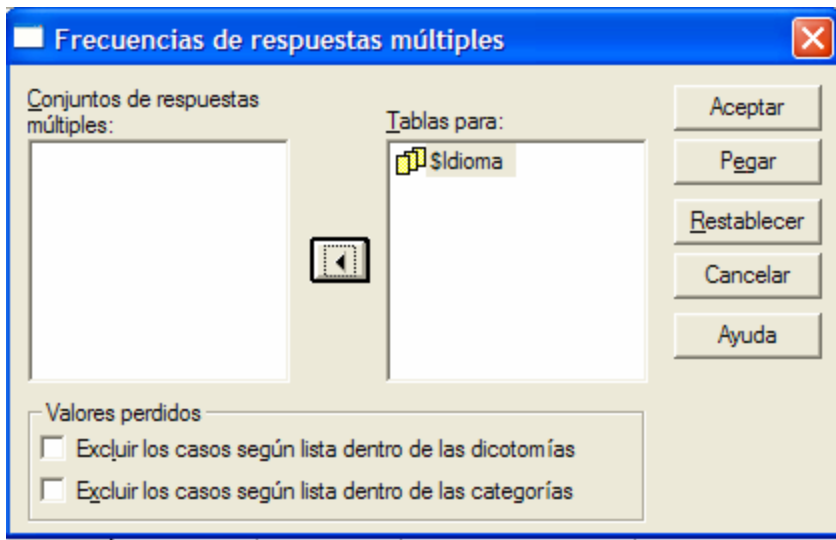 Frecuencias de respuestas múltiples
Conjuntos de respuestas
múltiples:
Tablas para:
$Idioma
Aceptar
Pegar
Restablecer
Cancelar
Ayuda
Valores perdidos
Excluir los casos según lista dentro de las dicotomías
Excluir los casos según lista dentro de las categorías